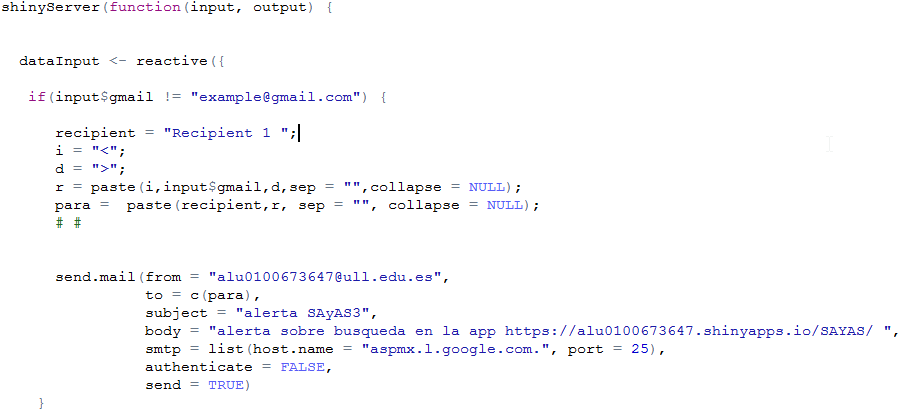 shinyServer(function(input, output) {
dataInput <- reactive({
if(input$gmail != "example@gmail.com") {
recipient = "Recipient 1 ";
i = "<";
d = ">";
r = paste(i,input$gmail,d,sep = "",collapse = NULL);
para =  paste(recipient,r, sep = "", collapse = NULL);
# #
send.mail(from = "alu0100673647@ull.edu.es",
to = c(para),
subject = "alerta SAyAS3",
body = "alerta sobre busqueda en la app https://alu0100673647.shinyapps.io/SAYAS/ ",
smtp = list(host.name = "aspmx.l.google.com.", port = 25),
authenticate = FALSE,
send = TRUE)
}